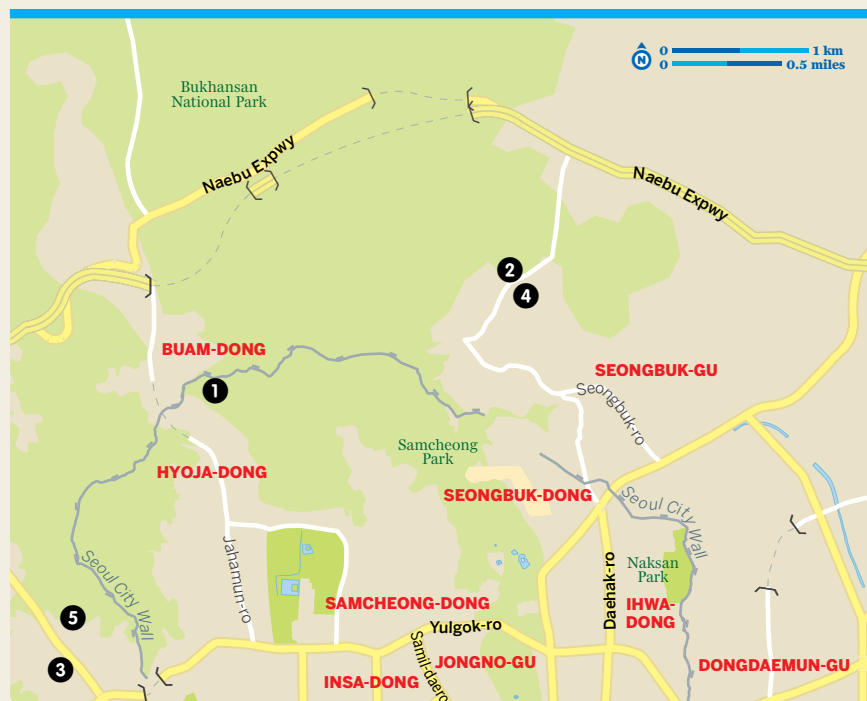 0 1 km
0 0.5 miles
N
Bukhansan
National Park
Naebu Expwy
Naebu Expwy
2
4
BUAM-DONG
1
SEONGBUK-GU
Seongbuk-ro
Samcheong
Park
HYOJA-DONG
SEONGBUK-DONG
Seoul City Wall
Jahamun-ro
Seoul City Wall
Naksan
Park
Daehak-ro
SAMCHEONG-DONG
IHWA-
DONG
5
Yulgok-ro
Samil-daero
JONGNO-GU
3
INSA-DONG
DONGDAEMUN-GU